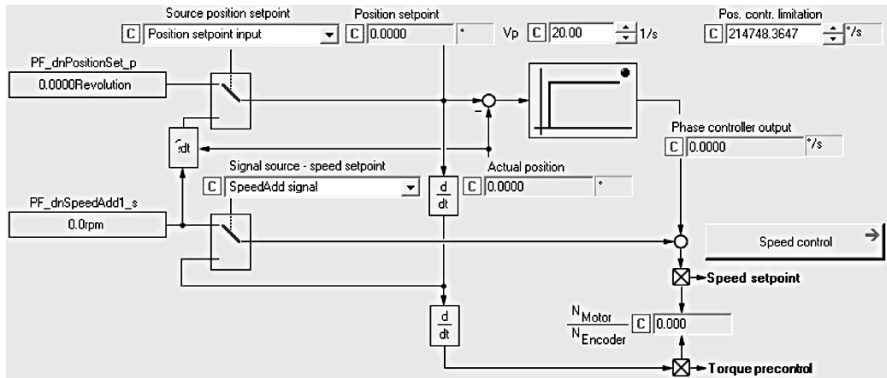 Source position setpoint
C Position setpoint input
Position setpoint
C 0.0000 °
Vp C 20.00 1/s
Pos. contr. limitation
C 214748.3647 °/s
PF_dnPositionSet_p
0.0000Revolution
Phase controller output
C 0.0000 °/s
∫dt
Signal source - speed setpoint
C SpeedAdd signal
Actual position
C 0.0000 °
d
dt
PF_dnSpeedAdd1_s
0.0rpm
Speed control
Speed setpoint
d
dt
N Motor
N Encoder
C 0.000
Torque precontrol